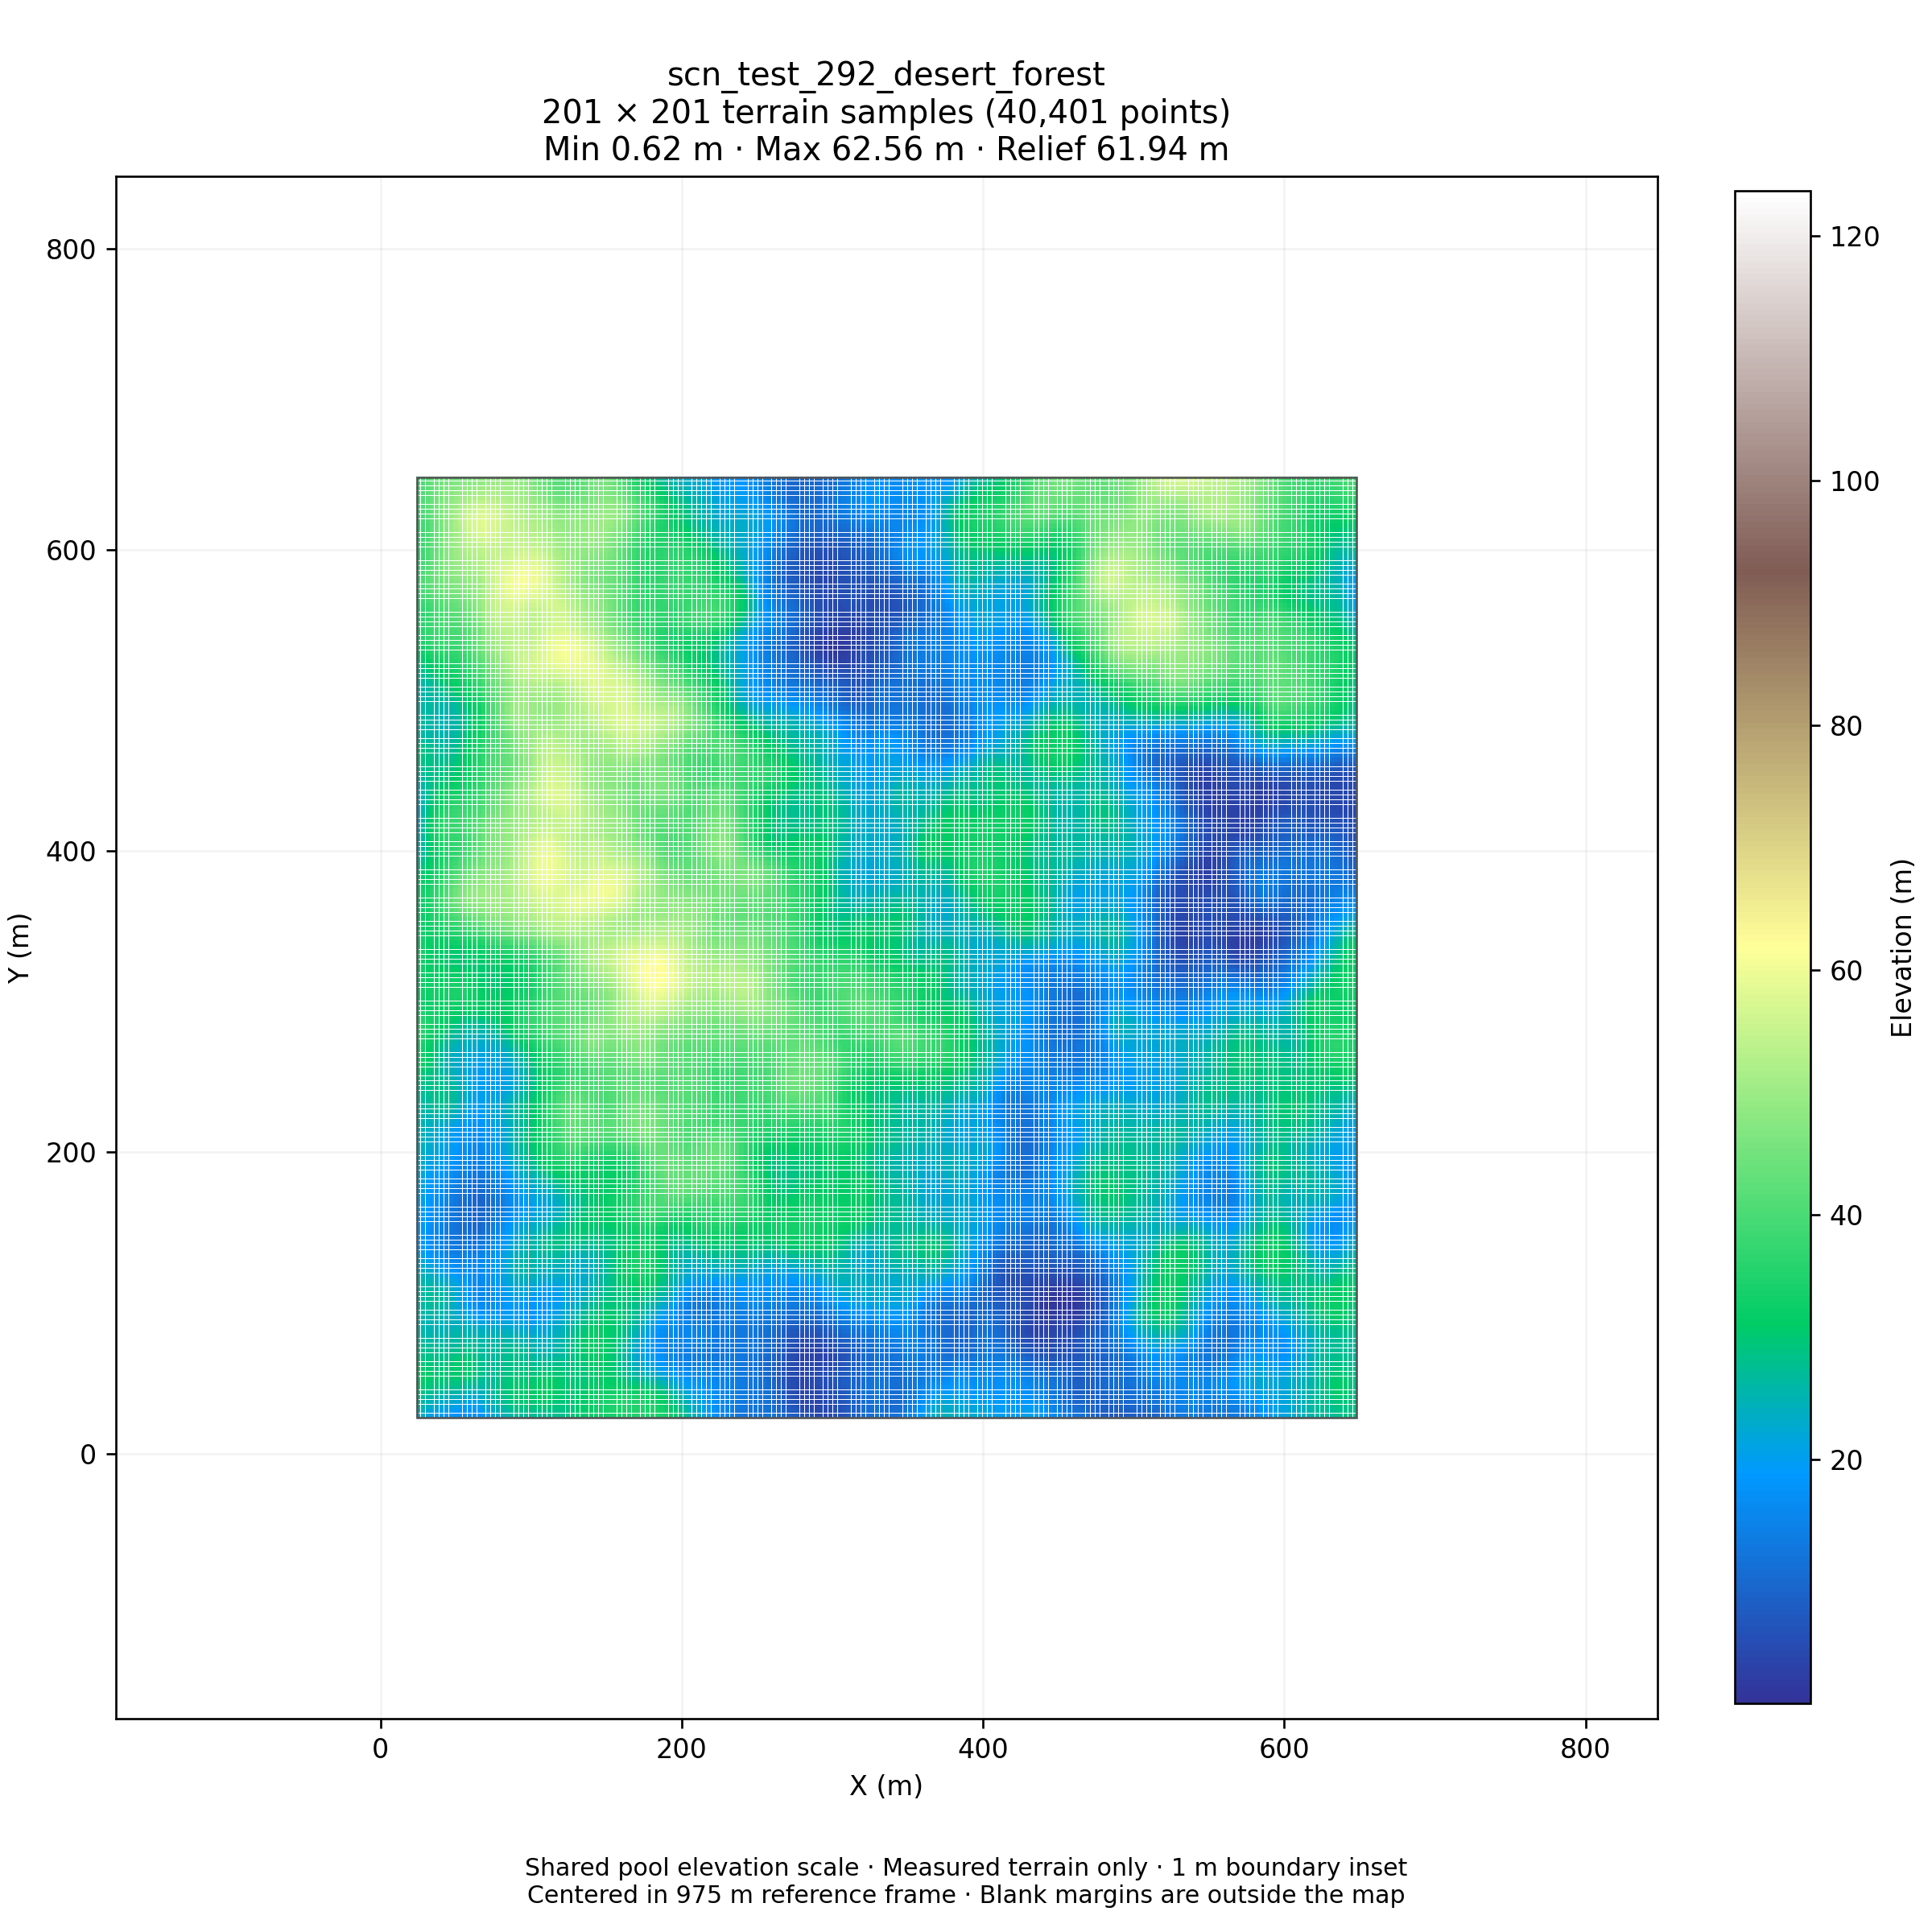 scn_test_292_desert_forest
201 × 201 terrain samples (40,401 points)
Min 0.62 m · Max 62.56 m · Relief 61.94 m
800
600
400
200
0
Y (m)
0
200
400
600
800
X (m)
120
100
80
60
40
20
Elevation (m)
Shared pool elevation scale · Measured terrain only · 1 m boundary inset
Centered in 975 m reference frame · Blank margins are outside the map